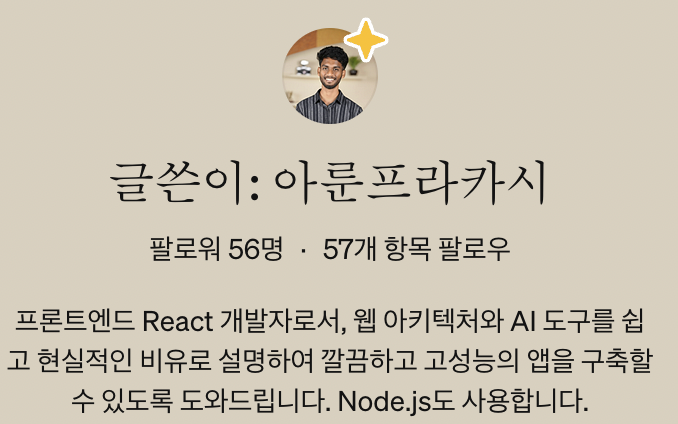 글쓴이: 아룬프라카시
팔로워 56명 · 57개 항목 팔로우
프론트엔드 React 개발자로서, 웹 아키텍처와 AI 도구를 쉽
고 현실적인 비유로 설명하여 깔끔하고 고성능의 앱을 구축할
수 있도록 도와드립니다. Node.js도 사용합니다.